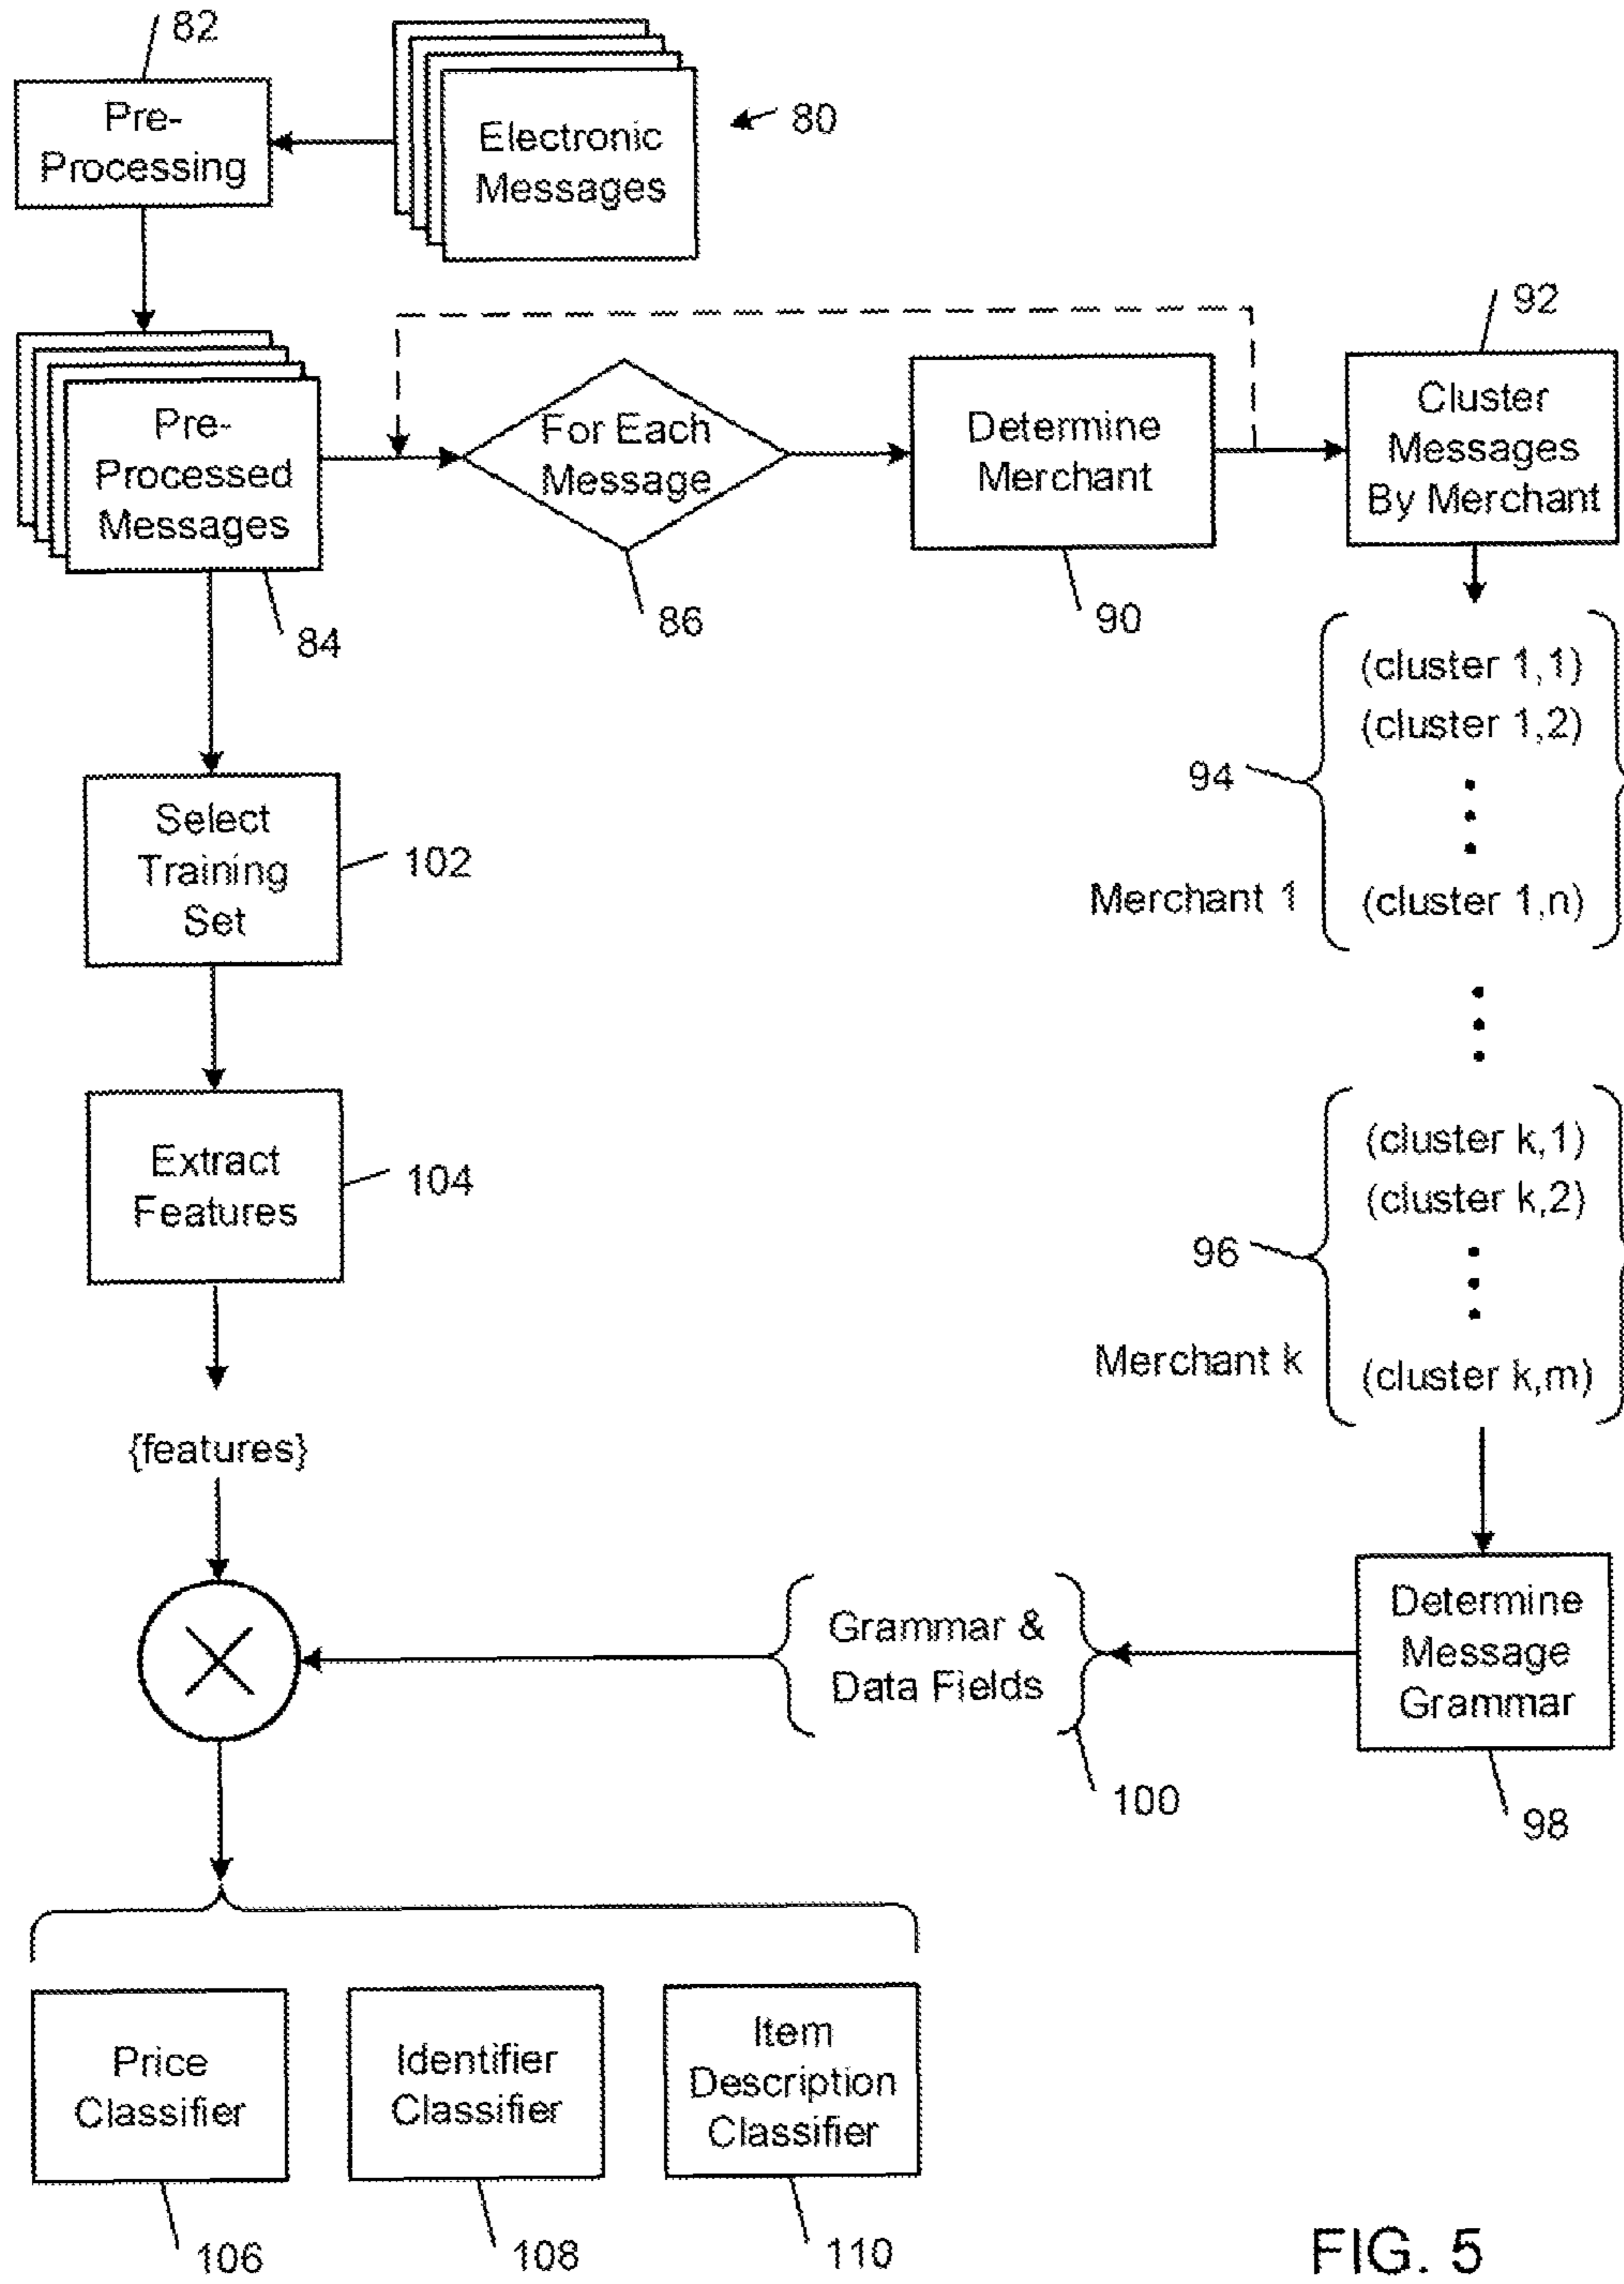 82
Pre-
Processing
Electronic
Messages
80
Pre-
Processed
Messages
84
For Each
Message
86
Determine
Merchant
90
92
Cluster
Messages
By Merchant
(cluster 1,1)
(cluster 1,2)
94
Merchant 1
(cluster 1,n)
Select
Training
Set
102
Extract
Features
104
(cluster k,1)
(cluster k,2)
96
Merchant k
(cluster k,m)
{features}
Grammar &
Data Fields
100
Determine
Message
Grammar
98
Price
Classifier
106
Identifier
Classifier
108
Item
Description
Classifier
110
FIG. 5